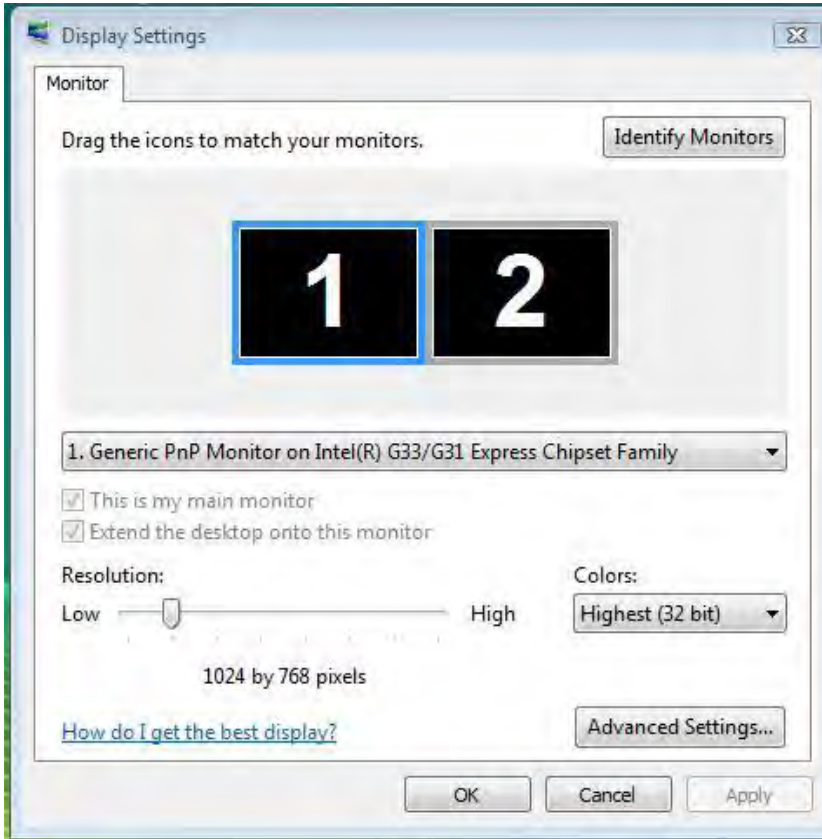 Display Settings
Monitor
Drag the icons to match your monitors.
Identify Monitors
1 2
1. Generic PnP Monitor on Intel(R) G33/G31 Express Chipset Family
This is my main monitor
Extend the desktop onto this monitor
Resolution:
Colors:
Low High
Highest (32 bit)
1024 by 768 pixels
How do I get the best display?
Advanced Settings...
OK Cancel Apply